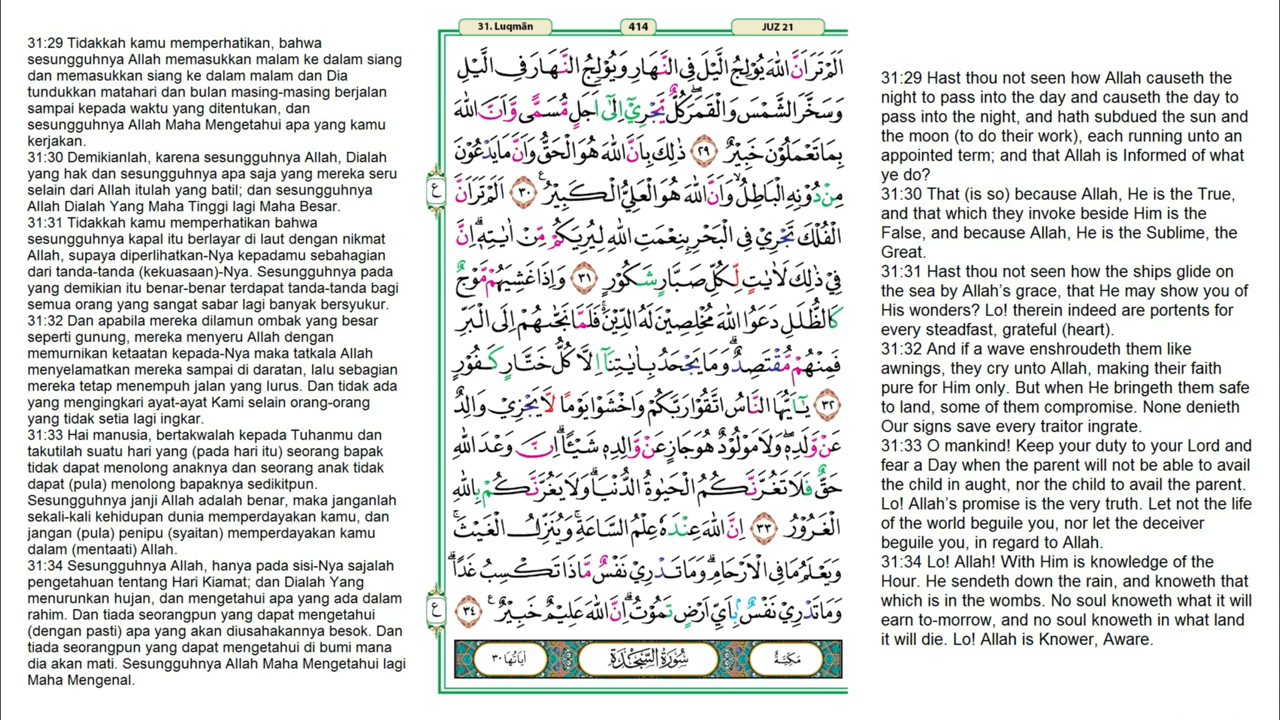 31:29 Tidakkah kamu memperhatikan, bahwa
sesungguhnya Allah memasukkan malam ke dalam siang
dan memasukkan siang ke dalam malam dan Dia
tundukkan matahari dan bulan masing-masing berjalan
sampai kepada waktu yang ditentukan, dan
sesungguhnya Allah Maha Mengetahui apa yang kamu
kerjakan.
31:30 Demikianlah, karena sesungguhnya Allah, Dialah
yang hak dan sesungguhnya apa saja yang mereka seru
selain dari Allah itulah yang batil; dan sesungguhnya
Allah Dialah Yang Maha Tinggi lagi Maha Besar.
31:31 Tidakkah kamu memperhatikan bahwa
sesungguhnya kapal itu berlayar di laut dengan nikmat
Allah, supaya diperlihatkan-Nya kepadamu sebahagian
dari tanda-tanda (kekuasaan)-Nya. Sesungguhnya pada
yang demikian itu benar-benar terdapat tanda-tanda bagi
semua orang yang sangat sabar lagi banyak bersyukur.
31:32 Dan apabila mereka dilamun ombak yang besar
seperti gunung, mereka menyeru Allah dengan
memurnikan ketaatan kepada-Nya maka tatkala Allah
menyelamatkan mereka sampai di daratan, lalu sebagian
mereka tetap menempuh jalan yang lurus. Dan tidak ada
yang mengingkari ayat-ayat Kami selain orang-orang
yang tidak setia lagi ingkar.
31:33 Hai manusia, bertakwalah kepada Tuhanmu dan
takutilah suatu hari yang (pada hari itu) seorang bapak
tidak dapat menolong anaknya dan seorang anak tidak
dapat (pula) menolong bapaknya sedikitpun.
Sesungguhnya janji Allah adalah benar, maka janganlah
sekali-kali kehidupan dunia memperdayakan kamu, dan
jangan (pula) penipu (syaitan) memperdayakan kamu
dalam (mentaati) Allah.
31:34 Sesungguhnya Allah, hanya pada sisi-Nya sajalah
pengetahuan tentang Hari Kiamat; dan Dialah Yang
menurunkan hujan, dan mengetahui apa yang ada dalam
rahim. Dan tiada seorangpun yang dapat mengetahui
(dengan pasti) apa yang akan diusahakannya besok. Dan
tiada seorangpun yang dapat mengetahui di bumi mana
dia akan mati. Sesungguhnya Allah Maha Mengetahui lagi
Maha Mengenal.
31. Luqmān
414
JUZ 21
اَلَمْ تَرَ اَنَّ اللّٰهَ يُوْلِجُ الَّيْلَ فِى النَّهَارِ وَيُوْلِجُ النَّهَارَ فِى الَّيْلِ
وَسَخَّرَ الشَّمْسَ وَالْقَمَرَۖ كُلٌّ يَّجْرِيْٓ اِلٰٓى اَجَلٍ مُّسَمًّى وَّاَنَّ اللّٰهَ
بِمَا تَعْمَلُوْنَ خَبِيْرٌ ٢٩ ذٰلِكَ بِاَنَّ اللّٰهَ هُوَ الْحَقُّ وَاَنَّ مَا يَدْعُوْنَ
مِنْ دُوْنِهِ الْبَاطِلُۙ وَاَنَّ اللّٰهَ هُوَ الْعَلِيُّ الْكَبِيْرُ ࣖ ٣٠ اَلَمْ تَرَ اَنَّ
الْفُلْكَ تَجْرِيْ فِى الْبَحْرِ بِنِعْمَتِ اللّٰهِ لِيُرِيَكُمْ مِّنْ اٰيٰتِهٖۗ اِنَّ
فِيْ ذٰلِكَ لَاٰيٰتٍ لِّكُلِّ صَبَّارٍ شَكُوْرٍ ٣١ وَاِذَا غَشِيَهُمْ مَّوْجٌ
كَالظُّلَلِ دَعَوُا اللّٰهَ مُخْلِصِيْنَ لَهُ الدِّيْنَۚ فَلَمَّا نَجّٰىهُمْ اِلَى الْبَرِّ
فَمِنْهُمْ مُّقْتَصِدٌۗ وَمَا يَجْحَدُ بِاٰيٰتِنَآ اِلَّا كُلُّ خَتَّارٍ كَفُوْرٍ
٣٢ يٰٓاَيُّهَا النَّاسُ اتَّقُوْا رَبَّكُمْ وَاخْشَوْا يَوْمًا لَّا يَجْزِيْ وَالِدٌ
عَنْ وَّلَدِهٖۖ وَلَا مَوْلُوْدٌ هُوَ جَازٍ عَنْ وَّالِدِهٖ شَيْـًٔاۗ اِنَّ وَعْدَ اللّٰهِ
حَقٌّ فَلَا تَغُرَّنَّكُمُ الْحَيٰوةُ الدُّنْيَاۗ وَلَا يَغُرَّنَّكُمْ بِاللّٰهِ
الْغَرُوْرُ ٣٣ اِنَّ اللّٰهَ عِنْدَهٗ عِلْمُ السَّاعَةِۚ وَيُنَزِّلُ الْغَيْثَۚ
وَيَعْلَمُ مَا فِى الْاَرْحَامِۗ وَمَا تَدْرِيْ نَفْسٌ مَّاذَا تَكْسِبُ غَدًاۗ
وَمَا تَدْرِيْ نَفْسٌۢ بِاَيِّ اَرْضٍ تَمُوْتُۗ اِنَّ اللّٰهَ عَلِيْمٌ خَبِيْرٌ ࣖ ٣٤
ع
ع
مَكِّيَّةٌ
سُوْرَةُ السَّجْدَةِ
اٰيَاتُهَا ٣٠
31:29 Hast thou not seen how Allah causeth the
night to pass into the day and causeth the day to
pass into the night, and hath subdued the sun and
the moon (to do their work), each running unto an
appointed term; and that Allah is Informed of what
ye do?
31:30 That (is so) because Allah, He is the True,
and that which they invoke beside Him is the
False, and because Allah, He is the Sublime, the
Great.
31:31 Hast thou not seen how the ships glide on
the sea by Allah's grace, that He may show you of
His wonders? Lo! therein indeed are portents for
every steadfast, grateful (heart).
31:32 And if a wave enshroudeth them like
awnings, they cry unto Allah, making their faith
pure for Him only. But when He bringeth them safe
to land, some of them compromise. None denieth
Our signs save every traitor ingrate.
31:33 O mankind! Keep your duty to your Lord and
fear a Day when the parent will not be able to avail
the child in aught, nor the child to avail the parent.
Lo! Allah's promise is the very truth. Let not the life
of the world beguile you, nor let the deceiver
beguile you, in regard to Allah.
31:34 Lo! Allah! With Him is knowledge of the
Hour. He sendeth down the rain, and knoweth that
which is in the wombs. No soul knoweth what it will
earn to-morrow, and no soul knoweth in what land
it will die. Lo! Allah is Knower, Aware.